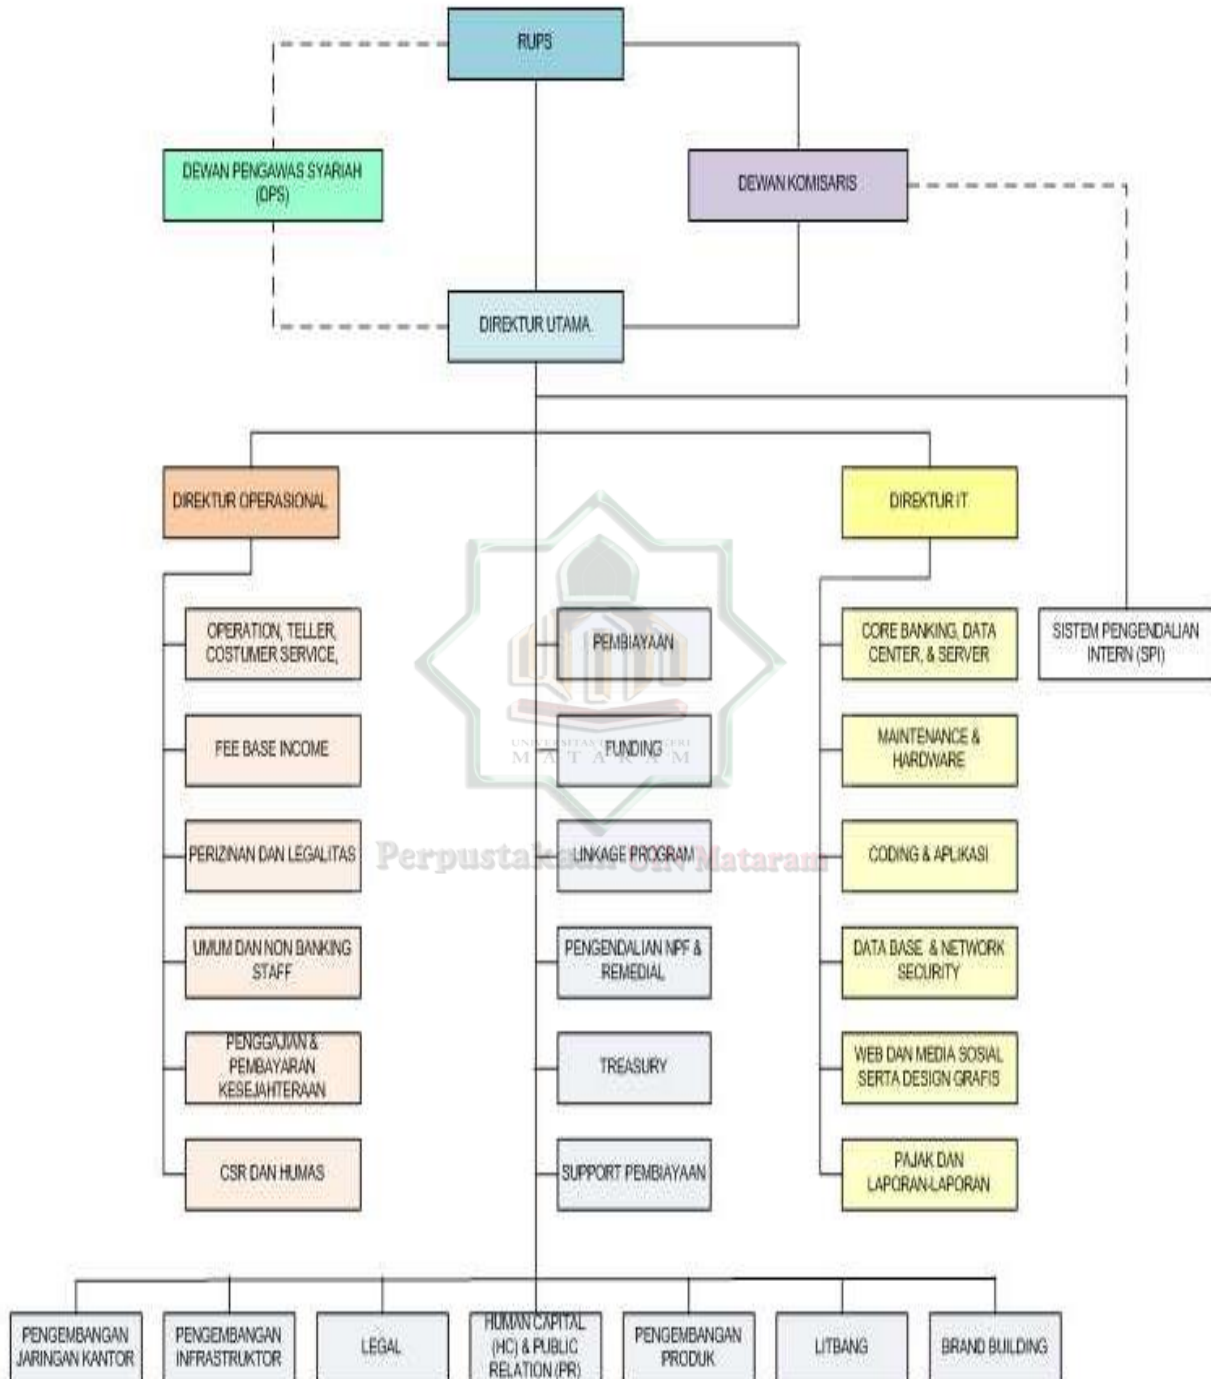 RUPS
DEWAN PENGAWAS SYARIAH
(DPS)
DEWAN KOMISARIS
DIREKTUR UTAMA
DIREKTUR OPERASIONAL
DIREKTUR IT
OPERATION, TELLER,
COSTUMER SERVICE,
PEMBIAYAAN
CORE BANKING, DATA
CENTER, & SERVER
SISTEM PENGENDALIAN
INTERN (SPI)
FEE BASE INCOME
FUNDING
MAINTENANCE &
HARDWARE
UNIVERSITAS NEGERI
MATARAM
PERIZINAN DAN LEGALITAS
LINKAGE PROGRAM
CODING & APLIKASI
Perpustakaan UIN Mataram
UMUM DAN NON BANKING
STAFF
PENGENDALIAN NPF &
REMEDIAL
DATA BASE & NETWORK
SECURITY
PENGGAJIAN &
PEMBAYARAN
KESEJAHTERAAN
TREASURY
WEB DAN MEDIA SOSIAL
SERTA DESIGN GRAFIS
CSR DAN HUMAS
SUPPORT PEMBIAYAAN
PAJAK DAN
LAPORAN-LAPORAN
PENGEMBANGAN
JARINGAN KANTOR
PENGEMBANGAN
INFRASTRUKTOR
LEGAL
HUMAN CAPITAL
(HC) & PUBLIC
RELATION (PR)
PENGEMBANGAN
PRODUK
LITBANG
BRAND BUILDING